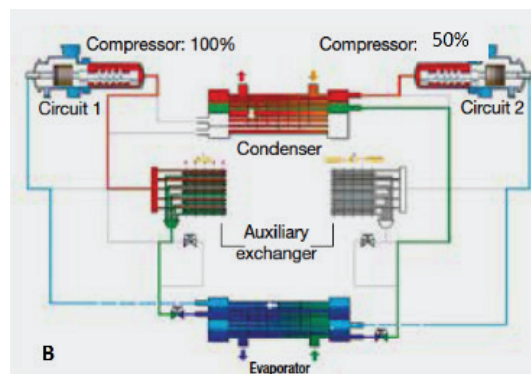 Compressor: 100%
Compressor: 50%
Circuit 1
Circuit 2
Condenser
Auxiliary
exchanger
B
Evaporator